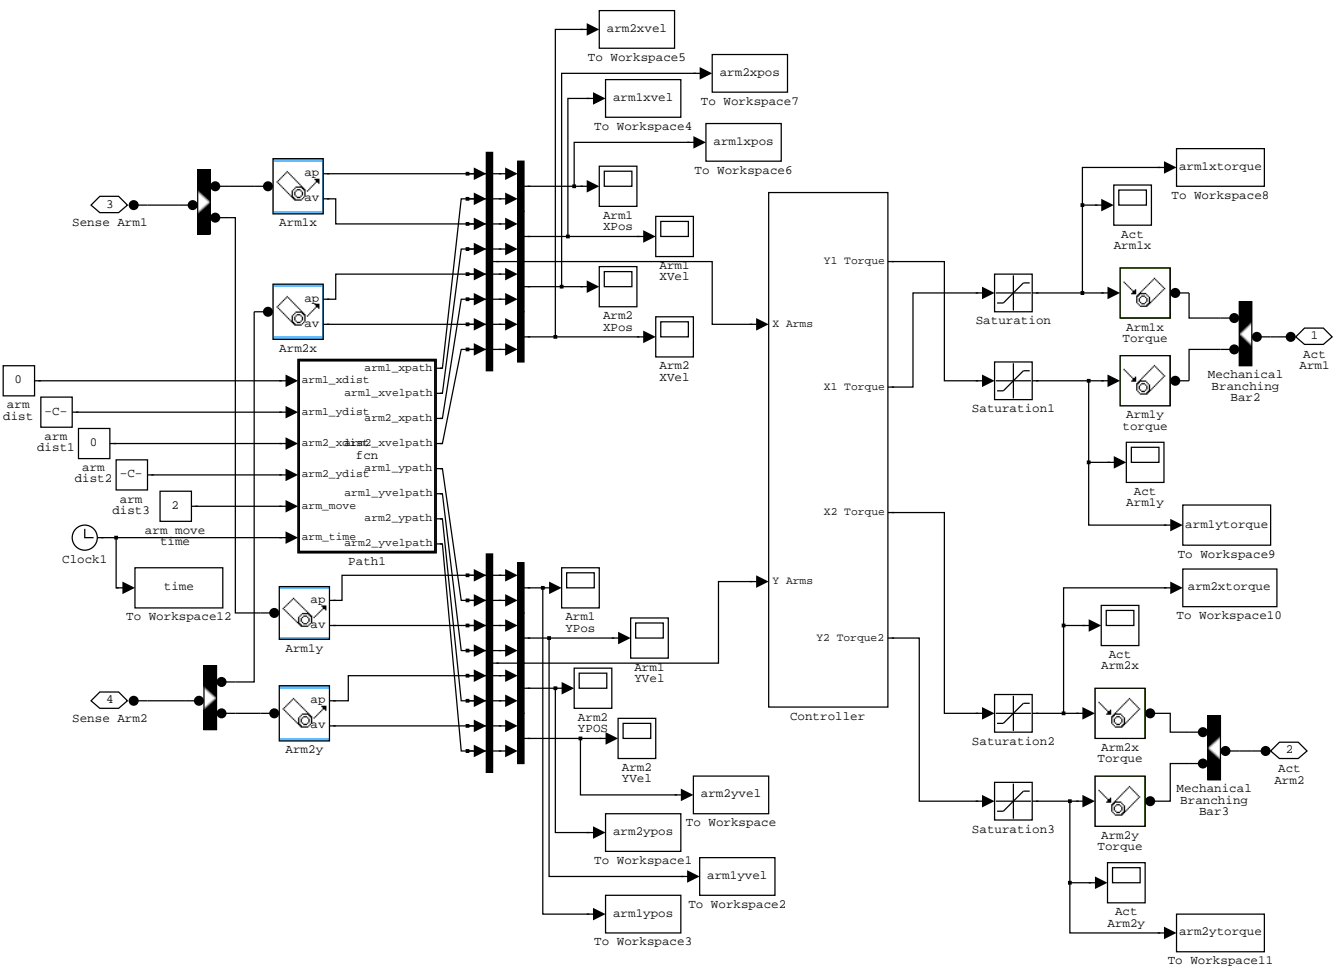 arm2xvel
To Workspace5
arm2xpos
To Workspace7
arm1xvel
To Workspace4
arm1xpos
To Workspace6
3
Sense Arm1
ap
av
Arm1x
Arm1
XPos
Arm1
XVel
ap
av
Arm2x
Arm2
XPos
Arm2
XVel
0
arm
dist
-C-
arm
dist1
0
arm
dist2
-C-
arm
dist3
2
arm move
time
Clock1
time
To Workspace12
arm1_xdist
arm1_ydist
arm2_xdist
arm2_ydist
arm_move
arm_time
fcn
arm1_xpath
arm1_xvelpath
arm2_xpath
arm2_xvelpath
arm1_ypath
arm1_yvelpath
arm2_ypath
arm2_yvelpath
Path1
ap
av
Arm1y
4
Sense Arm2
ap
av
Arm2y
Arm1
YPos
Arm1
YVel
Arm2
YPOS
Arm2
YVel
arm2yvel
To Workspace
arm2ypos
To Workspace1
arm1yvel
To Workspace2
arm1ypos
To Workspace3
X Arms
Y Arms
Y1 Torque
X1 Torque
X2 Torque
Y2 Torque2
Controller
arm1xtorque
To Workspace8
Act
Arm1x
Saturation
Arm1x
Torque
Saturation1
Arm1y
torque
Mechanical
Branching
Bar2
1
Act
Arm1
Act
Arm1y
arm1ytorque
To Workspace9
arm2xtorque
To Workspace10
Act
Arm2x
Saturation2
Arm2x
Torque
Saturation3
Arm2y
Torque
Mechanical
Branching
Bar3
2
Act
Arm2
Act
Arm2y
arm2ytorque
To Workspace11